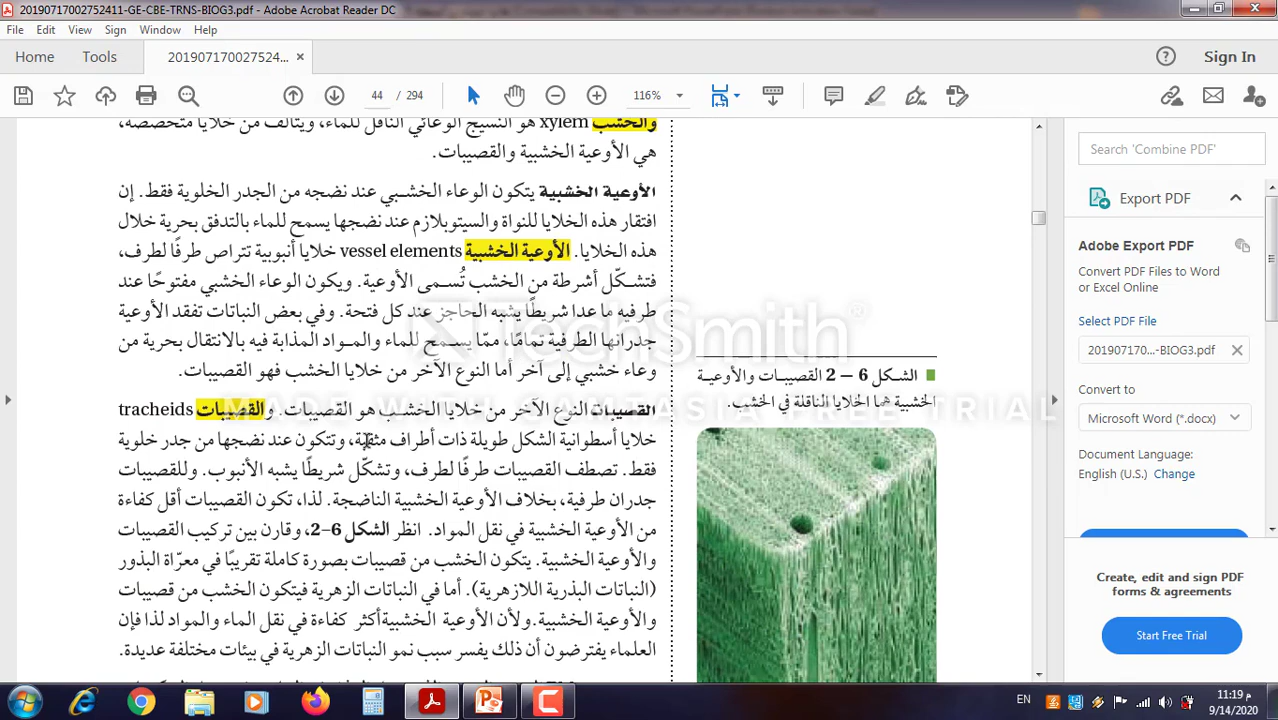 201907170027752411-GE-CBE-TRNS-BIOG3.pdf - Adobe Acrobat Reader DC
File Edit View Sign Window Help
Home Tools 201907170027524... × Sign In
44 / 294 116%
والخشب xylem هو النسيج الوعائي الناقل للماء، ويتألف من خلايا متخصصة،
هي الأوعية الخشبية والقصيبات.
الأوعية الخشبية يتكون الوعاء الخشبي عند نضجه من الجدر الخلوية فقط. إن
افتقار هذه الخلايا للنواة والسيتوبلازم عند نضجها يسمح للماء بالتدفق بحرية خلال
هذه الخلايا. الأوعية الخشبية vessel elements خلايا أنبوبية تتراص طرفًا لطرف،
فتشكّل أشرطة من الخشب تُسمى الأوعية. ويكون الوعاء الخشبي مفتوحًا عند
طرفيه ما عدا شريطًا يشبه الحاجز عند كل فتحة. وفي بعض النباتات تفقد الأوعية
جدرانها الطرفية تمامًا، ممّا يسمح للماء والمواد المذابة فيه بالانتقال بحرية من
وعاء خشبي إلى آخر أما النوع الآخر من خلايا الخشب فهو القصيبات.
القصيبات النوع الآخر من خلايا الخشب هو القصيبات. والقصيبات tracheids
خلايا أسطوانية الشكل طويلة ذات أطراف مثقبة، وتتكون عند نضجها من جدر خلوية
فقط. تصطف القصيبات طرفًا لطرف، وتشكّل شريطًا يشبه الأنبوب. وللقصيبات
جدران طرفية، بخلاف الأوعية الخشبية الناضجة. لذا، تكون القصيبات أقل كفاءة
من الأوعية الخشبية في نقل المواد. انظر الشكل 6-2، وقارن بين تركيب القصيبات
والأوعية الخشبية. يتكون الخشب من قصيبات بصورة كاملة تقريبًا في معرّاة البذور
(النباتات البذرية اللازهرية). أما في النباتات الزهرية فيتكون الخشب من قصيبات
والأوعية الخشبية.ولأن الأوعية الخشبيةأكثر كفاءة في نقل الماء والمواد لذا فإن
العلماء يفترضون أن ذلك يفسر سبب نمو النباتات الزهرية في بيئات مختلفة عديدة.
الشكل 6 – 2 القصيبات والأوعية
الخشبية هما الخلايا الناقلة في الخشب.
TechSmith
MADE WITH CAMTASIA FREE TRIAL
Search 'Combine PDF'
Export PDF
Adobe Export PDF
Convert PDF Files to Word
or Excel Online
Select PDF File
201907170...-BIOG3.pdf ×
Convert to
Microsoft Word (*.docx)
Document Language:
English (U.S.) Change
Create, edit and sign PDF
forms & agreements
Start Free Trial
EN
11:19 م
9/14/2020